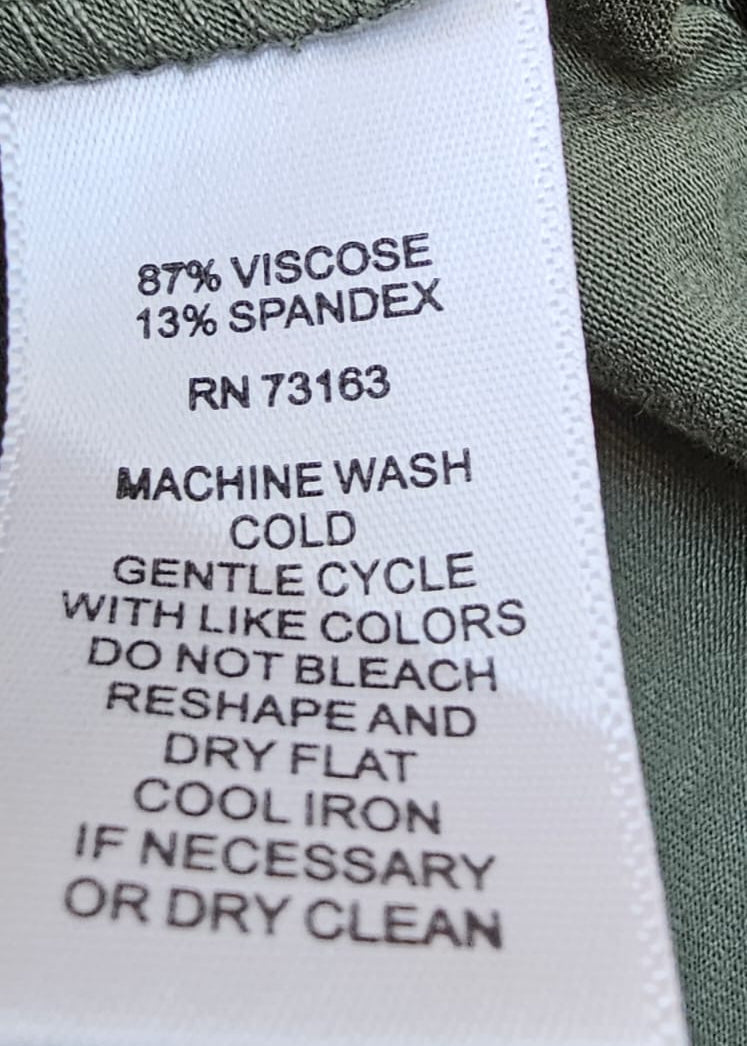 87% VISCOSE
13% SPANDEX
RN 73163
MACHINE WASH
COLD
GENTLE CYCLE
WITH LIKE COLORS
DO NOT BLEACH
RESHAPE AND
DRY FLAT
COOL IRON
IF NECESSARY
OR DRY CLEAN